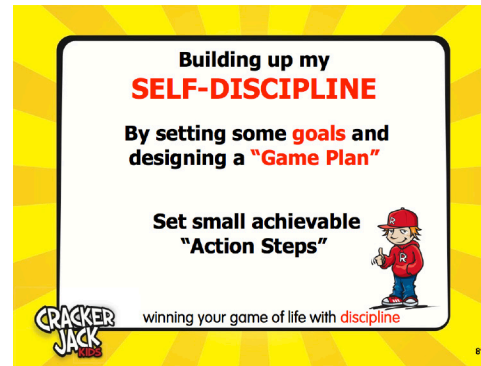 Building up my
SELF-DISCIPLINE
By setting some goals and
designing a “Game Plan”
Set small achievable
“Action Steps”
R
R
winning your game of life with discipline
CRACKER
JACK
KIDS